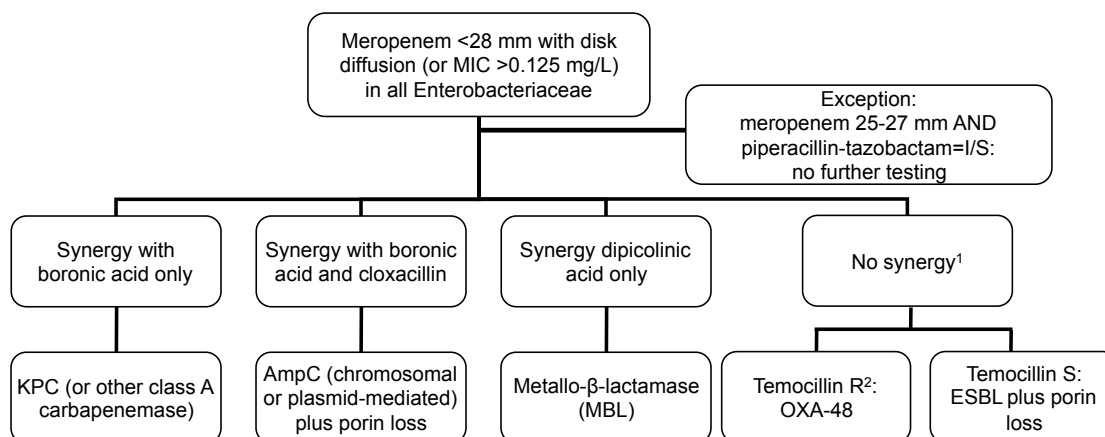 Meropenem <28 mm with disk
diffusion (or MIC >0.125 mg/L)
in all Enterobacteriaceae
Exception:
meropenem 25-27 mm AND
piperacillin-tazobactam=I/S:
no further testing
Synergy with
boronic acid only
Synergy with boronic
acid and cloxacillin
Synergy dipicolinic
acid only
No synergy¹
KPC (or other class A
carbapenemase)
AmpC (chromosomal
or plasmid-mediated)
plus porin loss
Metallo-β-lactamase
(MBL)
Temocillin R²:
OXA-48
Temocillin S:
ESBL plus porin
loss